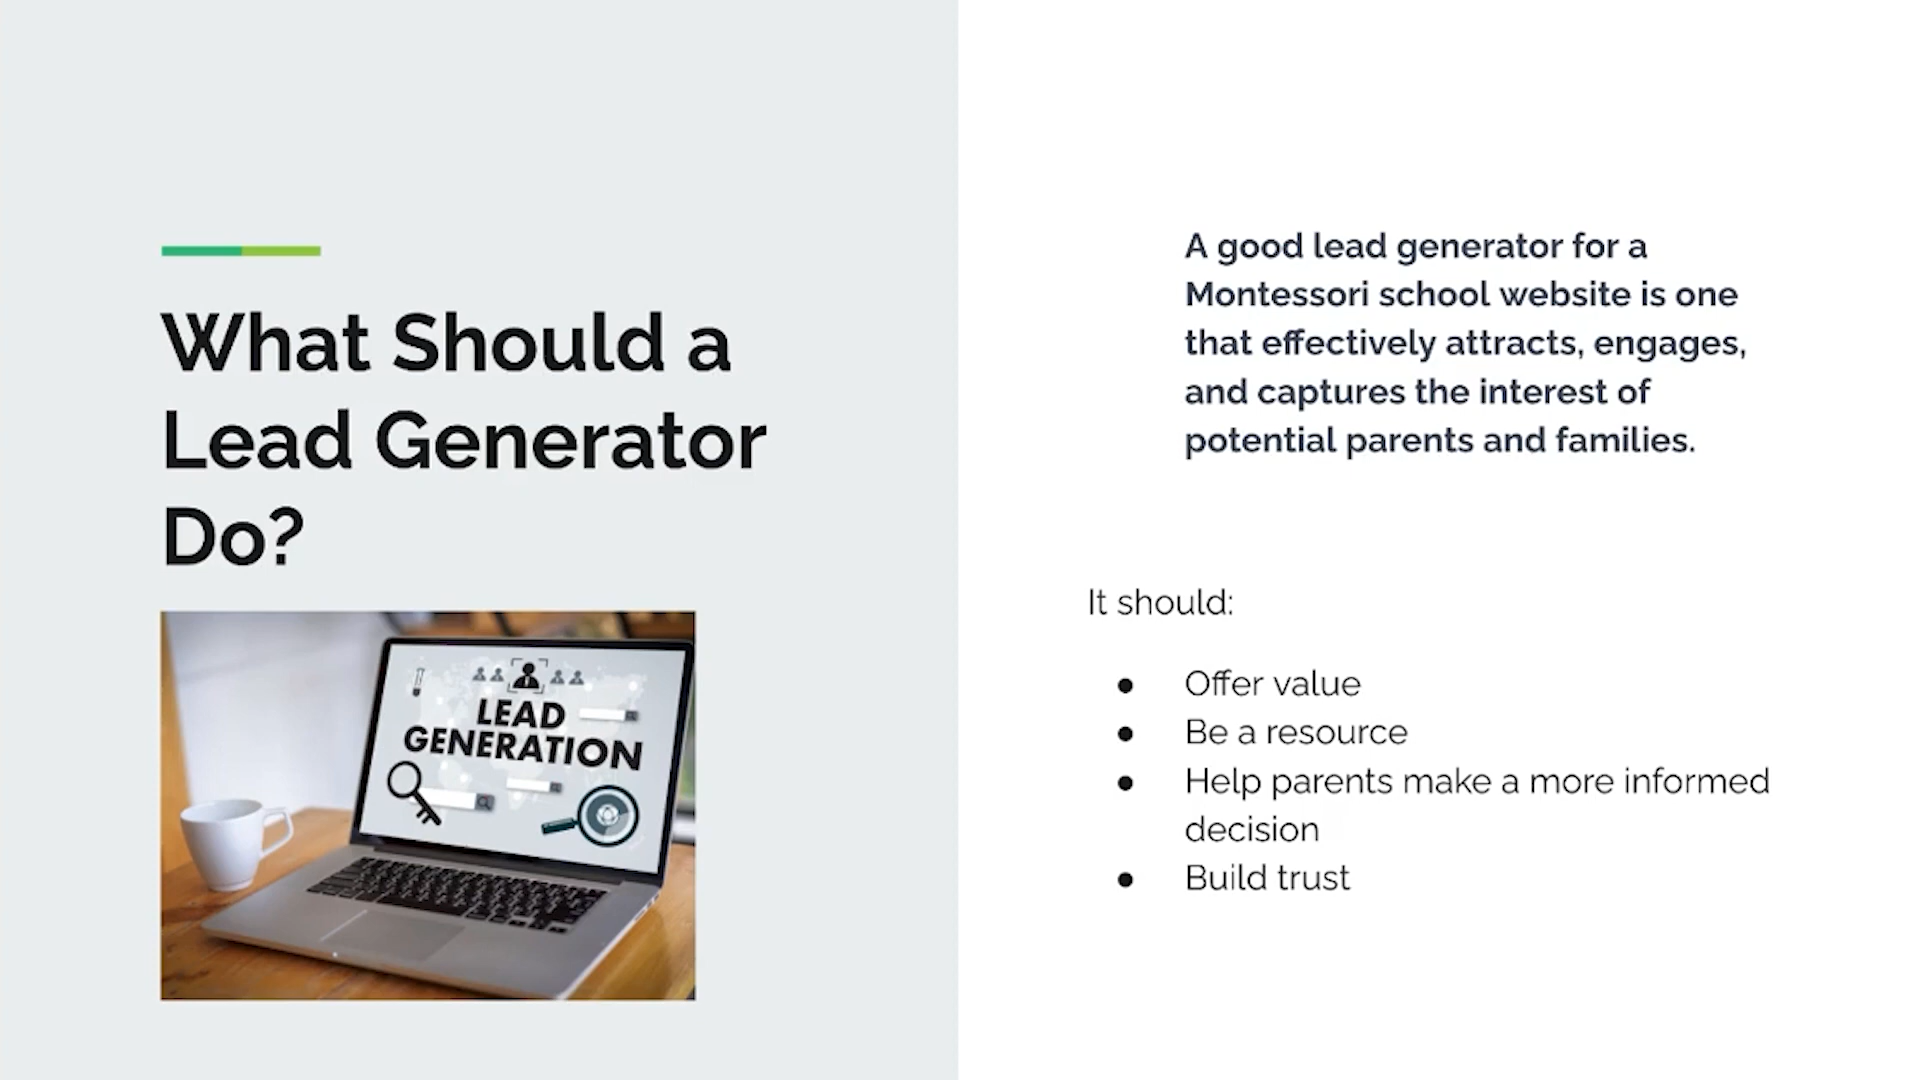 What Should a
Lead Generator
Do?
LEAD
GENERATION
A good lead generator for a
Montessori school website is one
that effectively attracts, engages,
and captures the interest of
potential parents and families.
It should:
● Offer value
● Be a resource
● Help parents make a more informed
decision
● Build trust